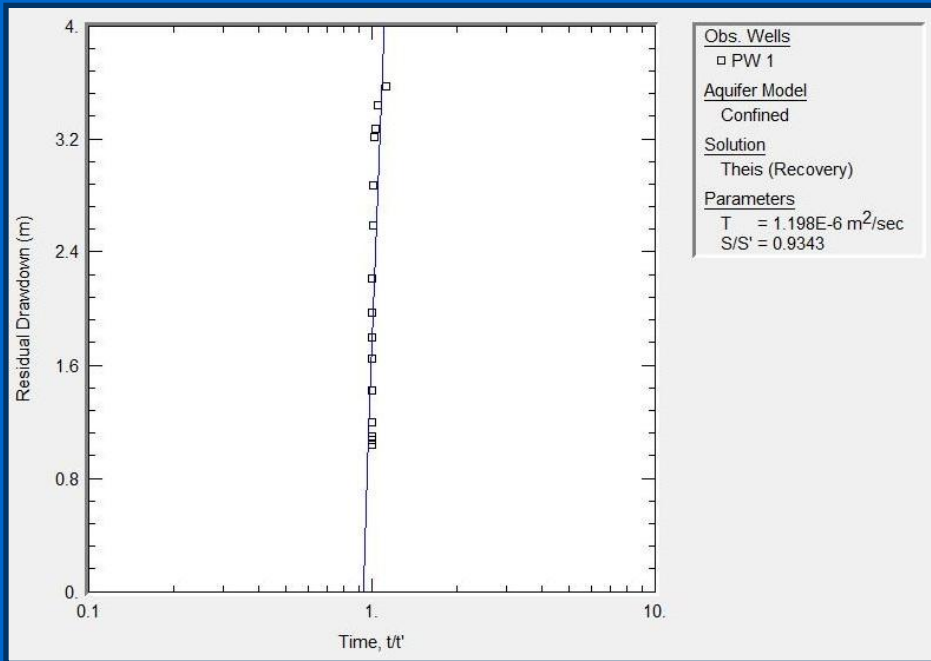 4.
3.2
2.4
1.6
0.8
0.
Residual Drawdown (m)
0.1
1.
10.
Time, t/t'
Obs. Wells
□ PW 1
Aquifer Model
Confined
Solution
Theis (Recovery)
Parameters
T = 1.198E-6 m²/sec
S/S' = 0.9343